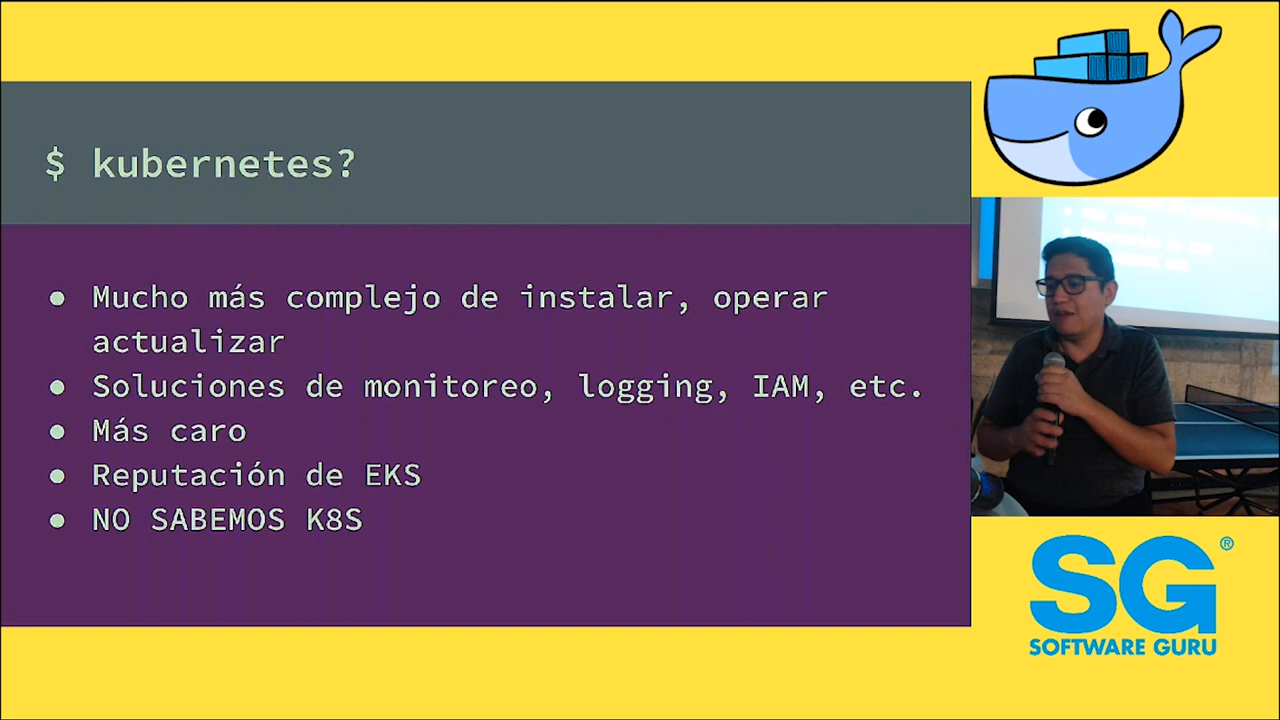 $ kubernetes?
● Mucho más complejo de instalar, operar
actualizar
● Soluciones de monitoreo, logging, IAM, etc.
● Más caro
● Reputación de EKS
● NO SABEMOS K8S
SG®
SOFTWARE GURU